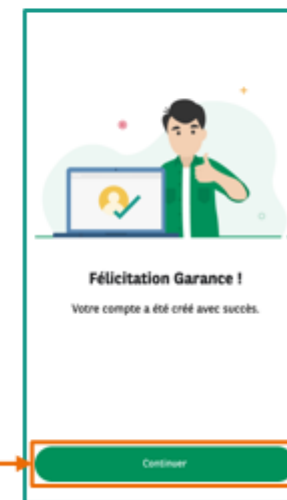 Félicitation Garance !
Votre compte a été créé avec succès.
Continuer